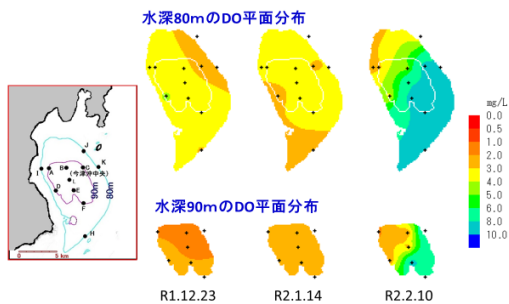 水深80mのDO平面分布
mg/L
0.0
0.5
1.0
2.0
3.0
4.0
5.0
6.0
8.0
10.0
J
I
A
B
G
K
(今津沖中央)
L
D
E
F
H
90m
80m
0
5 km
水深90mのDO平面分布
R1.12.23
R2.1.14
R2.2.10